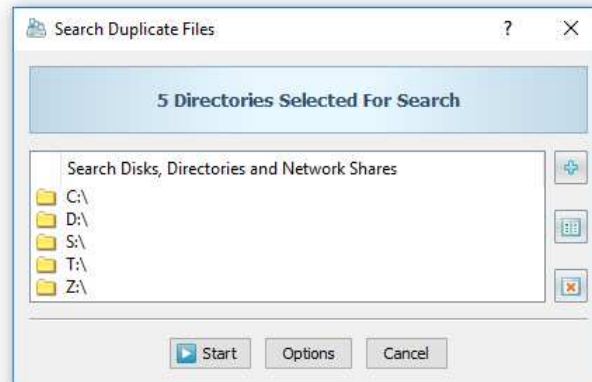 Search Duplicate Files
?
5 Directories Selected For Search
Search Disks, Directories and Network Shares
C:\
D:\
S:\
T:\
Z:\
Start
Options
Cancel